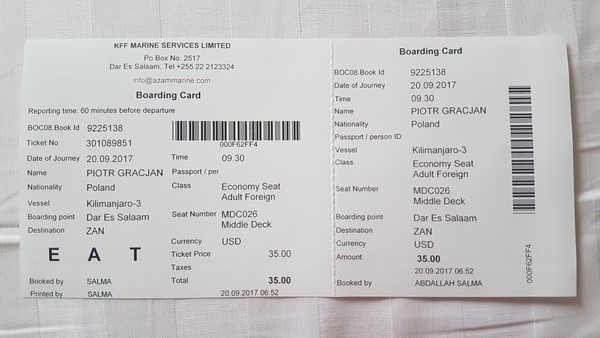 KFF MARINE SERVICES LIMITED
Po Box No. 2517
Dar Es Salaam, Tel +255 22 2123324
info@azammarine.com
Boarding Card
Reporting time: 60 minutes before departure
BOC08.Book Id 9225138
000F62FF4
Ticket No 301089851
Date of Journey 20.09.2017 Time 09.30
Name PIOTR GRACJAN Passport / per
Nationality Poland Class Economy Seat
Adult Foreign
Vessel Kilimanjaro-3
Boarding point Dar Es Salaam Seat Number MDC026
Middle Deck
Destination ZAN
Currency USD
E A T
Ticket Price 35.00
Taxes
Booked by SALMA Total 35.00
Printed by SALMA 20.09.2017 06.52
Boarding Card
BOC08.Book Id 9225138
Date of Journey 20.09.2017
Time 09.30
Name PIOTR GRACJAN
Nationality Poland
Passport / person ID
Vessel Kilimanjaro-3
Class Economy Seat
Adult Foreign
Seat Number MDC026
Middle Deck
Boarding point Dar Es Salaam
Destination ZAN
Currency USD
Amount 35.00
20.09.2017 06.52
Booked by ABDALLAH SALMA
000F62FF4